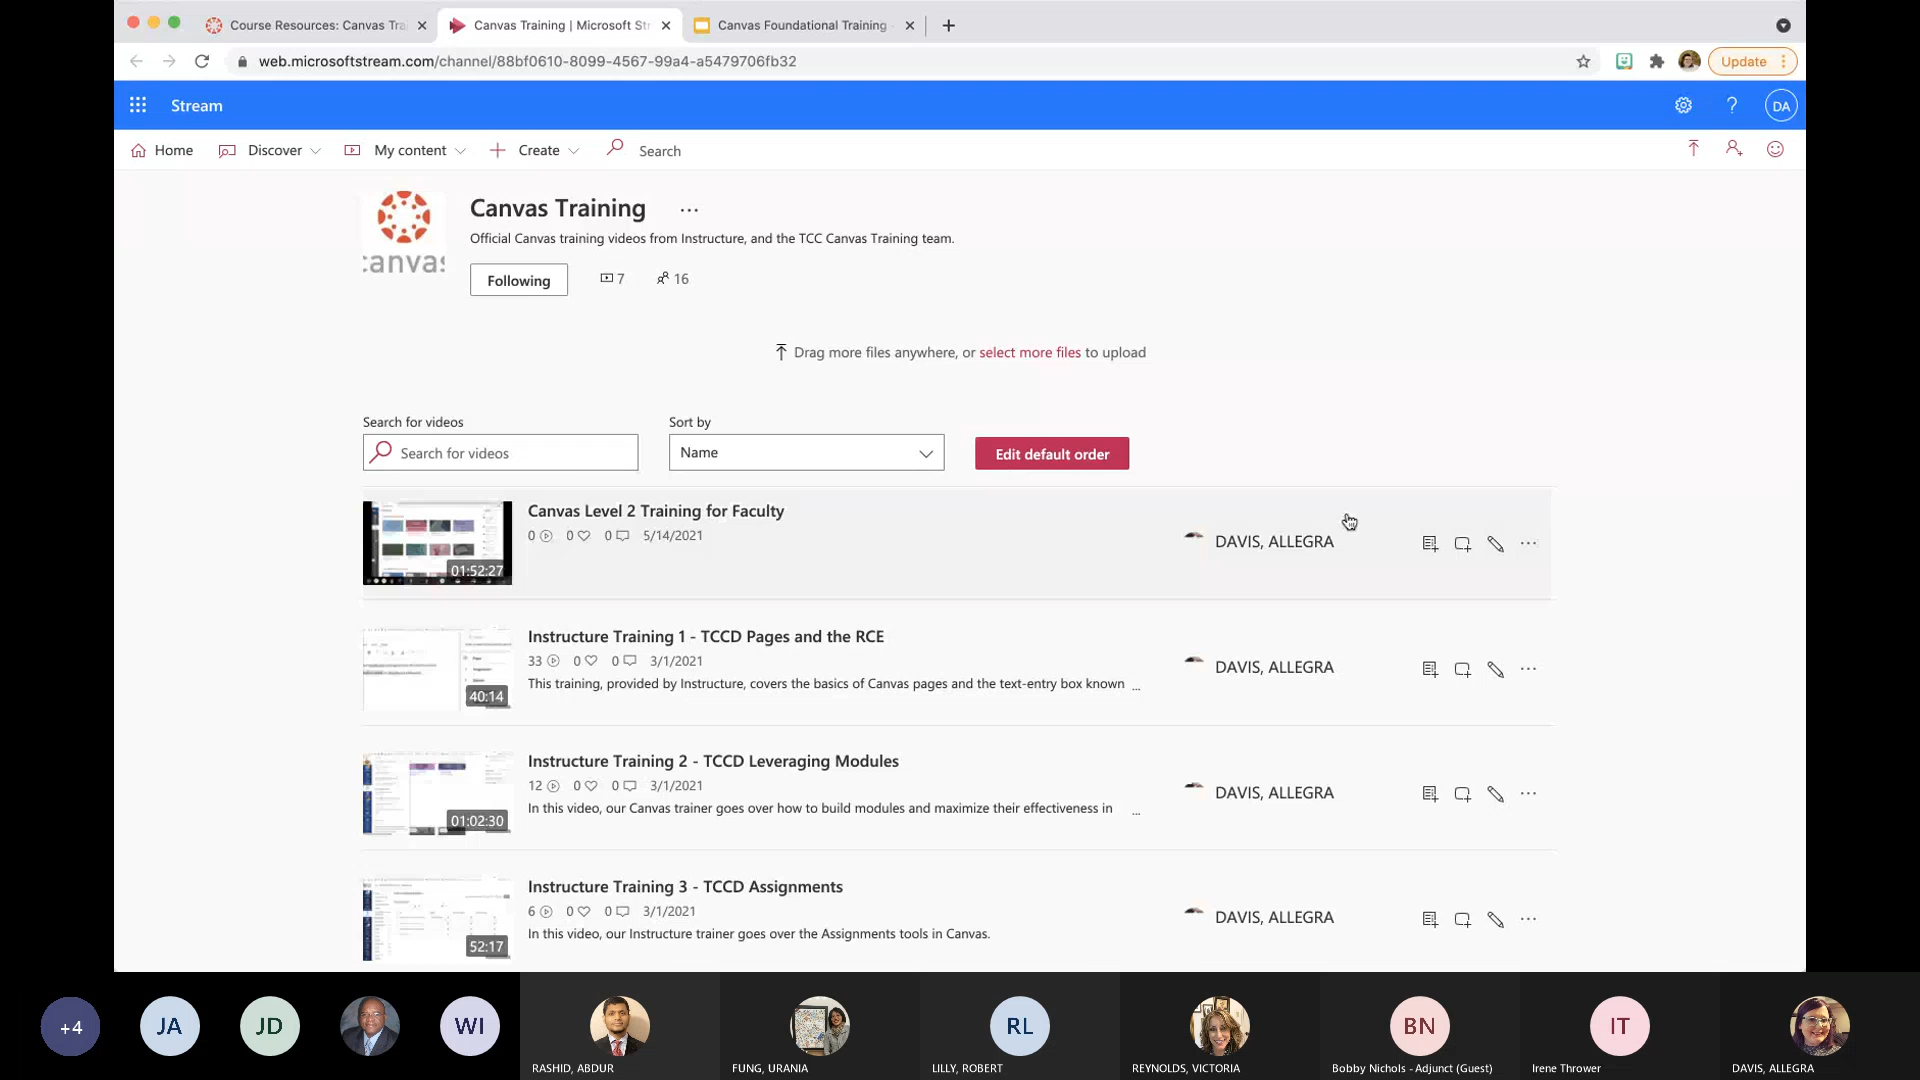 Course Resources: Canvas Tra
Canvas Training | Microsoft Str
Canvas Foundational Training -
web.microsoftstream.com/channel/88bf0610-8099-4567-99a4-a5479706fb32
Update
Stream
?
DA
Home
Discover
My content
Create
Search
canvas
Canvas Training
...
Official Canvas training videos from Instructure, and the TCC Canvas Training team.
Following
7
16
Drag more files anywhere, or select more files to upload
Search for videos
Sort by
Search for videos
Name
Edit default order
01:52:27
Canvas Level 2 Training for Faculty
0 0 0 5/14/2021
DAVIS, ALLEGRA
...
40:14
Instructure Training 1 - TCCD Pages and the RCE
33 0 0 3/1/2021
This training, provided by Instructure, covers the basics of Canvas pages and the text-entry box known ...
DAVIS, ALLEGRA
...
01:02:30
Instructure Training 2 - TCCD Leveraging Modules
12 0 0 3/1/2021
In this video, our Canvas trainer goes over how to build modules and maximize their effectiveness in ...
DAVIS, ALLEGRA
...
52:17
Instructure Training 3 - TCCD Assignments
6 0 0 3/1/2021
In this video, our Instructure trainer goes over the Assignments tools in Canvas.
DAVIS, ALLEGRA
...
+4
JA
JD
WI
RL
BN
IT
RASHID, ABDUR
FUNG, URANIA
LILLY, ROBERT
REYNOLDS, VICTORIA
Bobby Nichols - Adjunct (Guest)
Irene Thrower
DAVIS, ALLEGRA